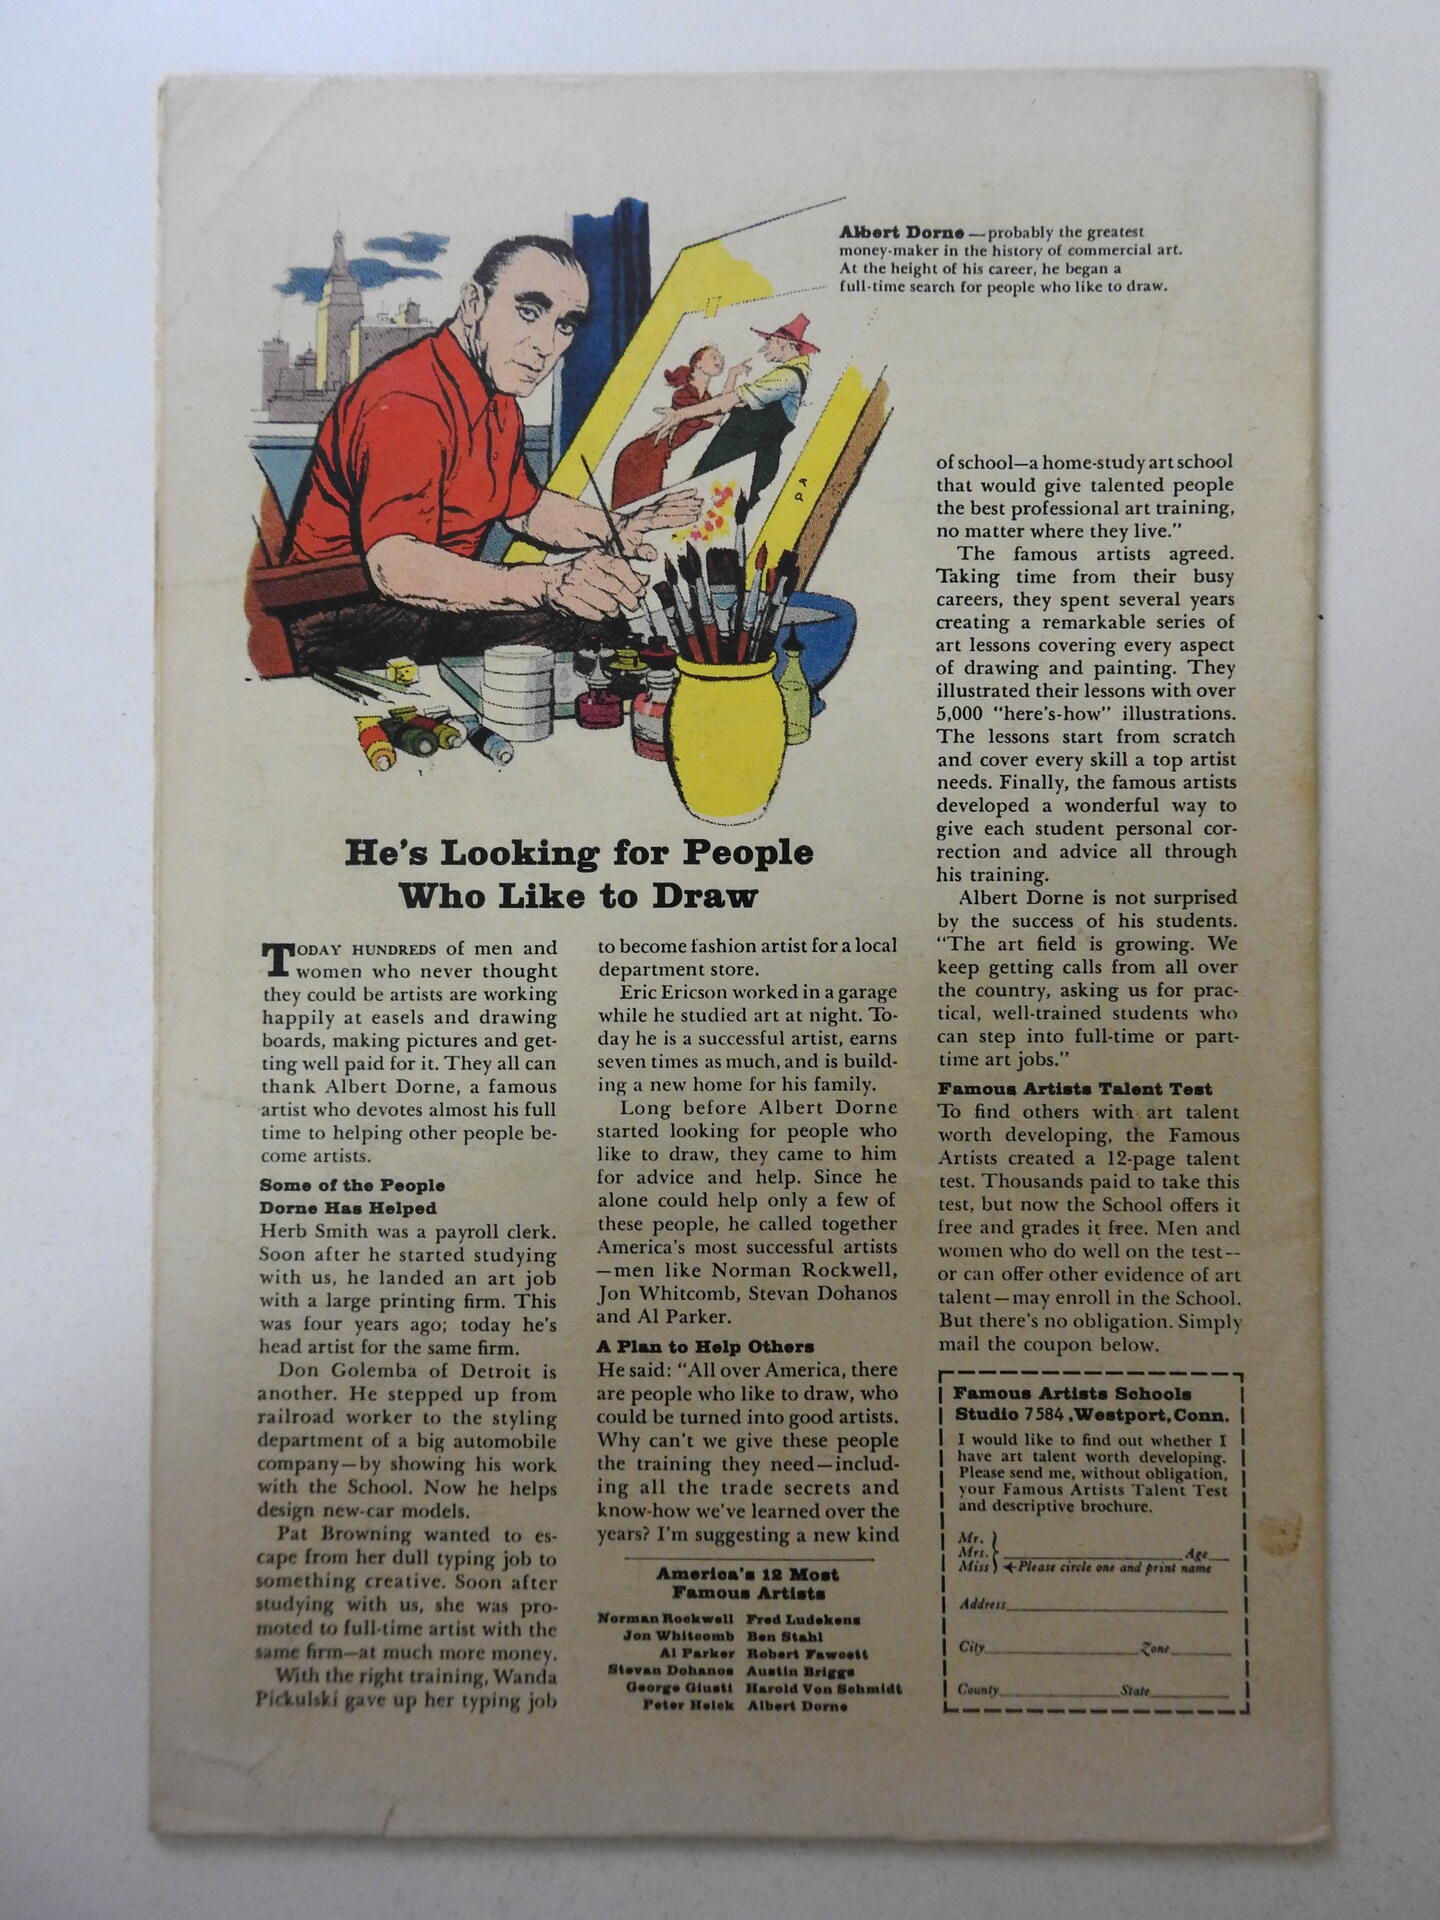 Albert Dorne—probably the greatest
money-maker in the history of commercial art.
At the height of his career, he began a
full-time search for people who like to draw.
He's Looking for People
Who Like to Draw
TODAY HUNDREDS of men and
women who never thought
they could be artists are working
happily at easels and drawing
boards, making pictures and get-
ting well paid for it. They all can
thank Albert Dorne, a famous
artist who devotes almost his full
time to helping other people be-
come artists.
Some of the People
Dorne Has Helped
Herb Smith was a payroll clerk.
Soon after he started studying
with us, he landed an art job
with a large printing firm. This
was four years ago; today he's
head artist for the same firm.
Don Golemba of Detroit is
another. He stepped up from
railroad worker to the styling
department of a big automobile
company—by showing his work
with the School. Now he helps
design new-car models.
Pat Browning wanted to es-
cape from her dull typing job to
something creative. Soon after
studying with us, she was pro-
moted to full-time artist with the
same firm—at much more money.
With the right training, Wanda
Pickulski gave up her typing job
to become fashion artist for a local
department store.
Eric Ericson worked in a garage
while he studied art at night. To-
day he is a successful artist, earns
seven times as much, and is build-
ing a new home for his family.
Long before Albert Dorne
started looking for people who
like to draw, they came to him
for advice and help. Since he
alone could help only a few of
these people, he called together
America's most successful artists
—men like Norman Rockwell,
Jon Whitcomb, Stevan Dohanos
and Al Parker.
A Plan to Help Others
He said: "All over America, there
are people who like to draw, who
could be turned into good artists.
Why can't we give these people
the training they need—includ-
ing all the trade secrets and
know-how we've learned over the
years? I'm suggesting a new kind
America's 12 Most
Famous Artists
Norman Rockwell Fred Ludekens
Jon Whitcomb Ben Stahl
Al Parker Robert Fawcett
Stevan Dohanos Austin Briggs
George Giusti Harold Von Schmidt
Peter Helck Albert Dorne
of school—a home-study art school
that would give talented people
the best professional art training,
no matter where they live."
The famous artists agreed.
Taking time from their busy
careers, they spent several years
creating a remarkable series of
art lessons covering every aspect
of drawing and painting. They
illustrated their lessons with over
5,000 "here's-how" illustrations.
The lessons start from scratch
and cover every skill a top artist
needs. Finally, the famous artists
developed a wonderful way to
give each student personal cor-
rection and advice all through
his training.
Albert Dorne is not surprised
by the success of his students.
"The art field is growing. We
keep getting calls from all over
the country, asking us for prac-
tical, well-trained students who
can step into full-time or part-
time art jobs."
Famous Artists Talent Test
To find others with art talent
worth developing, the Famous
Artists created a 12-page talent
test. Thousands paid to take this
test, but now the School offers it
free and grades it free. Men and
women who do well on the test—
or can offer other evidence of art
talent—may enroll in the School.
But there's no obligation. Simply
mail the coupon below.
Famous Artists Schools
Studio 7584, Westport, Conn.
I would like to find out whether I
have art talent worth developing.
Please send me, without obligation,
your Famous Artists Talent Test
and descriptive brochure.
Mr.
Mrs. Age
Miss Please circle one and print name
Address
City Zone
County State